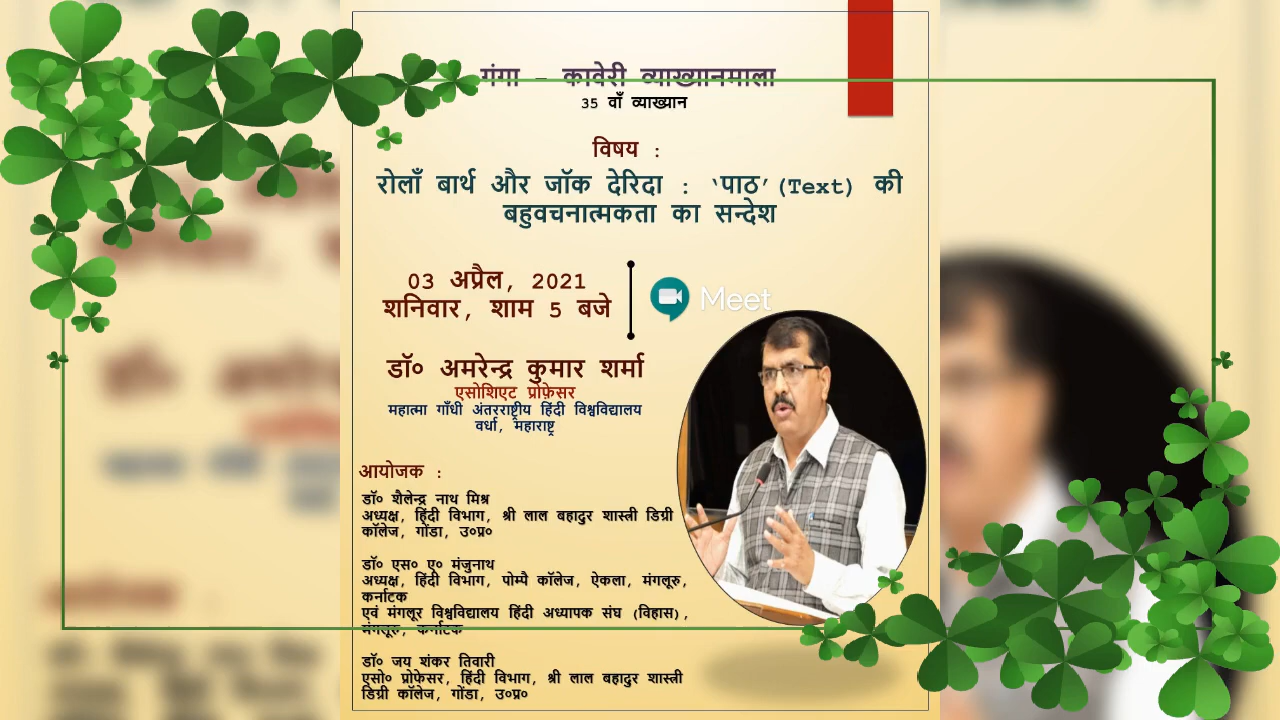 गंगा - कावेरी व्याख्यानमाला
35 वाँ व्याख्यान
विषय :
रोलाँ बार्थ और जॉक देरिदा : 'पाठ'(Text) की
बहुवचनात्मकता का सन्देश
03 अप्रैल, 2021
शनिवार, शाम 5 बजे
Meet
डॉ० अमरेन्द्र कुमार शर्मा
एसोशिएट प्रोफ़ेसर
महात्मा गाँधी अंतरराष्ट्रीय हिंदी विश्वविद्यालय
वर्धा, महाराष्ट्र
आयोजक :
डॉ० शैलेन्द्र नाथ मिश्र
अध्यक्ष, हिंदी विभाग, श्री लाल बहादुर शास्त्री डिग्री
कॉलेज, गोंडा, उ०प्र०
डॉ० एस० ए० मंजुनाथ
अध्यक्ष, हिंदी विभाग, पोम्पै कॉलेज, ऐकला, मंगलूरु,
कर्नाटक
एवं मंगलूर विश्वविद्यालय हिंदी अध्यापक संघ (विहास),
मंगलूरु, कर्नाटक
डॉ० जय शंकर तिवारी
एसो० प्रोफेसर, हिंदी विभाग, श्री लाल बहादुर शास्त्री
डिग्री कॉलेज, गोंडा, उ०प्र०